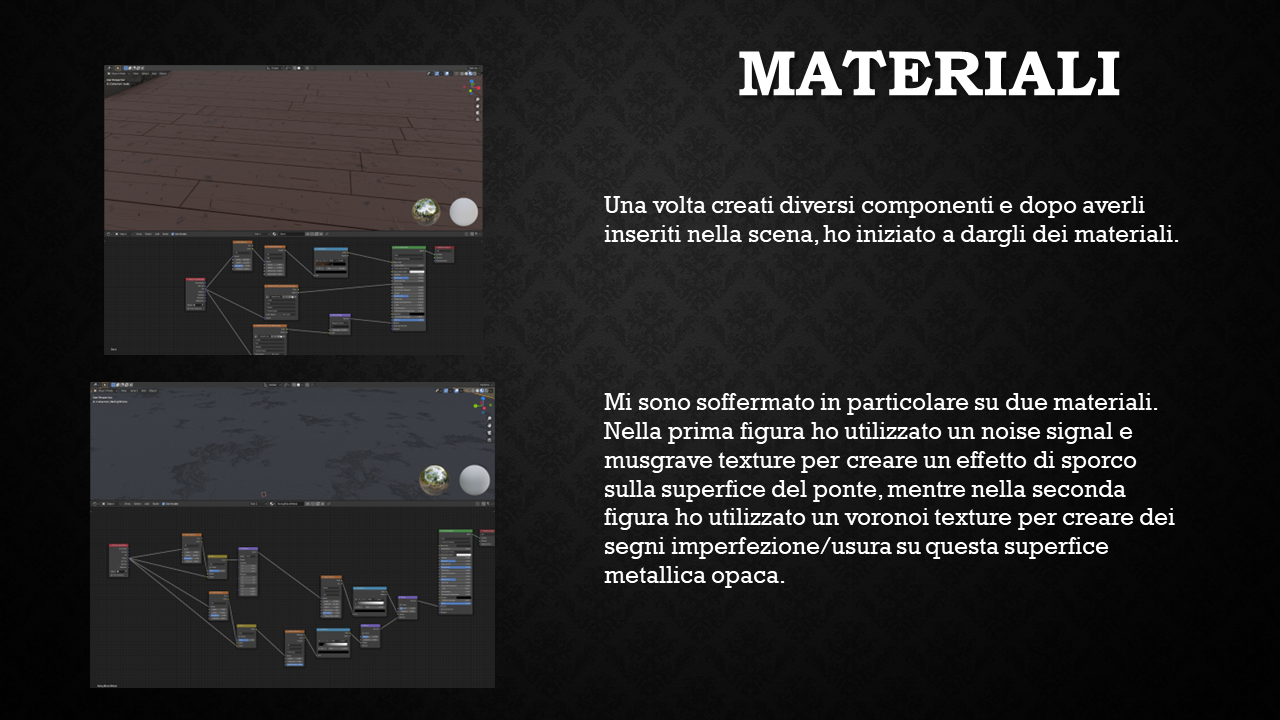 MATERIALI
Una volta creati diversi componenti e dopo averli
inseriti nella scena, ho iniziato a dargli dei materiali.
Mi sono soffermato in particolare su due materiali.
Nella prima figura ho utilizzato un noise signal e
musgrave texture per creare un effetto di sporco
sulla superfice del ponte, mentre nella seconda
figura ho utilizzato un voronoi texture per creare dei
segni imperfezione/usura su questa superfice
metallica opaca.